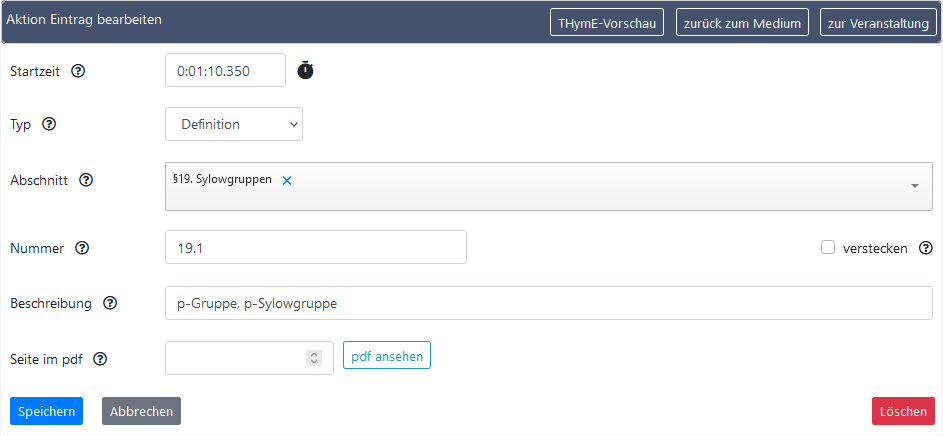 Aktion Eintrag bearbeiten THymE-Vorschau zurück zum Medium zur Veranstaltung
Startzeit 0:01:10.350
Typ Definition
Abschnitt §19. Sylowgruppen
Nummer 19.1 verstecken
Beschreibung p-Gruppe, p-Sylowgruppe
Seite im pdf pdf ansehen
Speichern Abbrechen Löschen